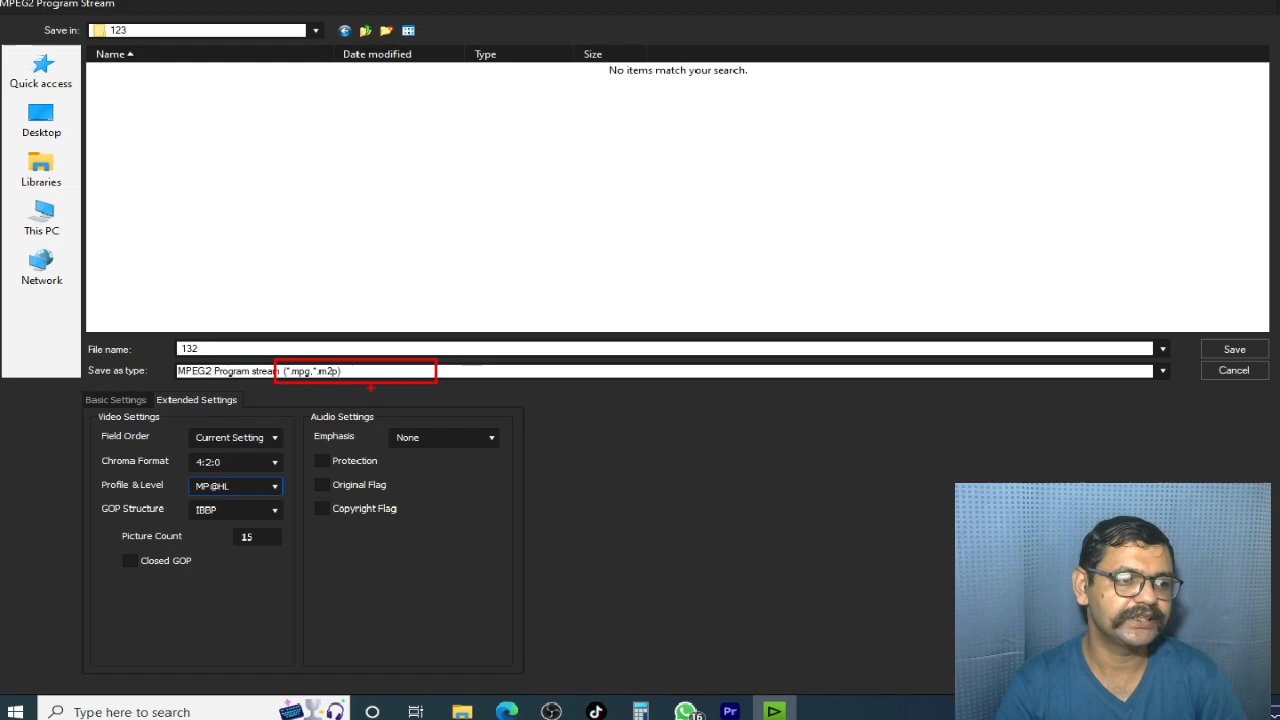 MPEG2 Program Stream
Save in: 123
Name Date modified Type Size
No items match your search.
Quick access
Desktop
Libraries
This PC
Network
File name: 132 Save
Save as type: MPEG2 Program stream (*.mpg,*.m2p) Cancel
Basic Settings Extended Settings
Video Settings Audio Settings
Field Order Current Setting Emphasis None
Chroma Format 4:2:0 Protection
Profile & Level MP@HL Original Flag
GOP Structure IBBP Copyright Flag
Picture Count 15
Closed GOP
Type here to search 16 Pr